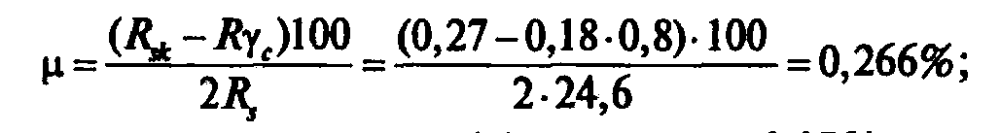 μ = (R_sk − Rγ_c)100 / 2R_s = (0,27 − 0,18·0,8)·100 / 2·24,6 = 0,266%;